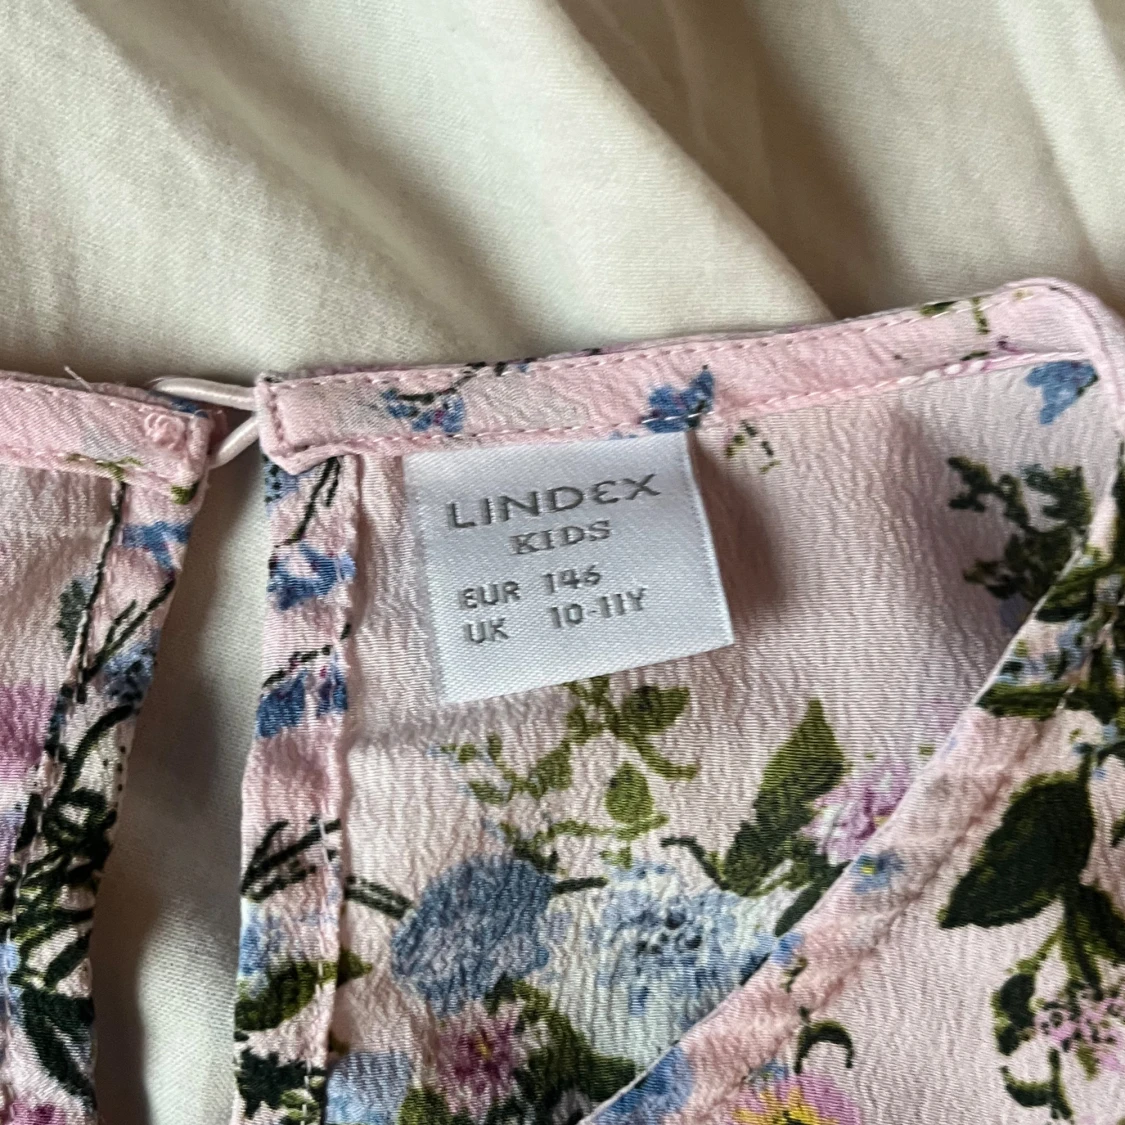 LINDEX
KIDS
EUR 146
UK 10-11Y